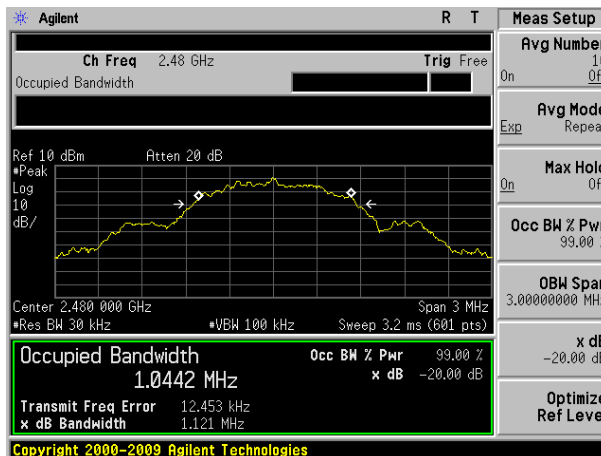 Agilent R T Meas Setup
Ch Freq 2.48 GHz Trig Free
Occupied Bandwidth
Ref 10 dBm Atten 20 dB
#Peak
Log
10
dB/
Center 2.480 000 GHz Span 3 MHz
#Res BW 30 kHz #VBW 100 kHz Sweep 3.2 ms (601 pts)
Occupied Bandwidth Occ BW % Pwr 99.00 %
1.0442 MHz x dB -20.00 dB
Transmit Freq Error 12.453 kHz
x dB Bandwidth 1.121 MHz
Copyright 2000-2009 Agilent Technologies
Avg Number
On
Avg Mode
Exp Repea
Max Hold
On Of
Occ BW % Pwr
99.00
OBW Span
3.00000000 MH
x dB
-20.00 dB
Optimize
Ref Level